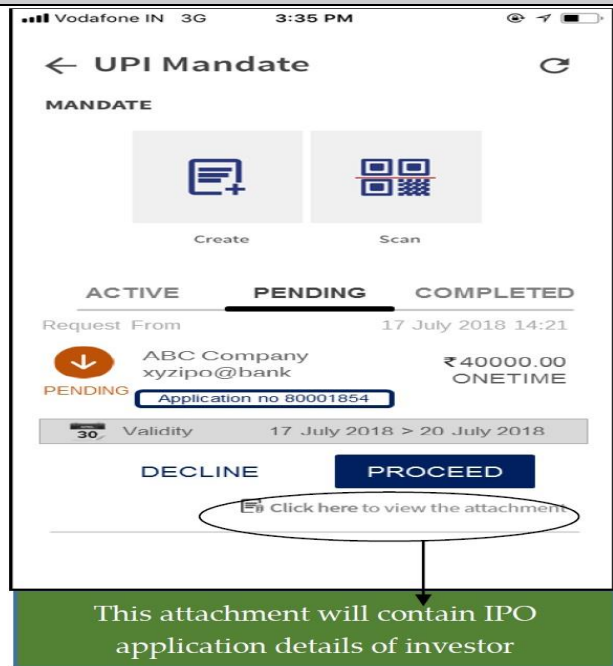 Vodafone IN 3G 3:35 PM
← UPI Mandate
MANDATE
Create Scan
ACTIVE PENDING COMPLETED
Request From 17 July 2018 14:21
ABC Company ₹40000.00
xyzipo@bank ONETIME
PENDING
Application no 80001854
30 Validity 17 July 2018 > 20 July 2018
DECLINE PROCEED
Click here to view the attachment
This attachment will contain IPO
application details of investor